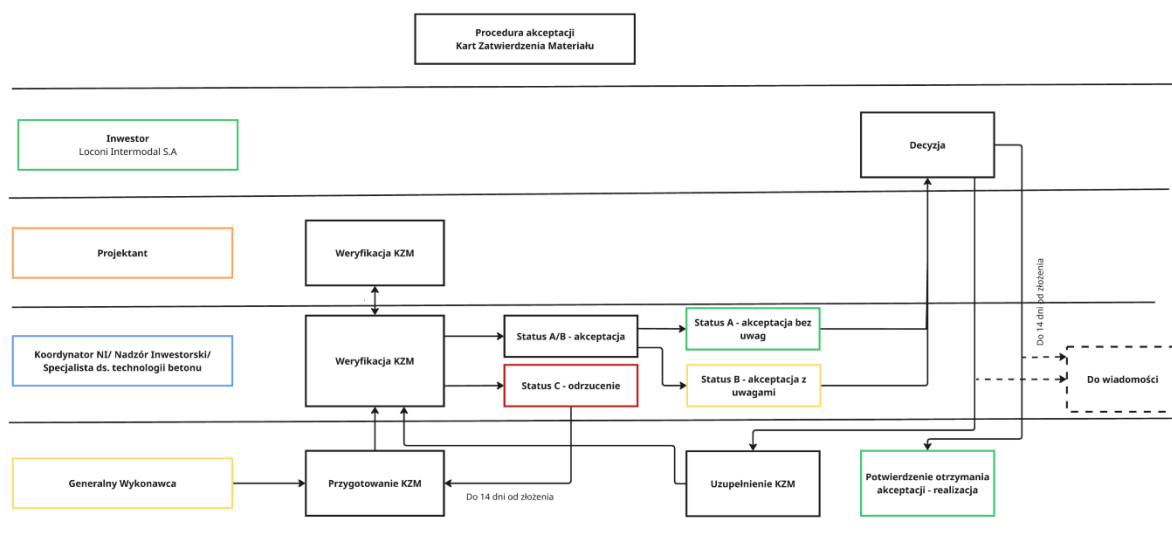 Procedura akceptacji
Kart Zatwierdzenia Materiału
Inwestor
Loconi Intermodal S.A
Decyzja
Projektant
Weryfikacja KZM
Do 14 dni od złożenia
Koordynator NI/ Nadzór Inwestorski/
Specjalista ds. technologii betonu
Weryfikacja KZM
Status A/B - akceptacja
Status A - akceptacja bez
uwag
Status C - odrzucenie
Status B - akceptacja z
uwagami
Do wiadomości
Generalny Wykonawca
Przygotowanie KZM
Do 14 dni od złożenia
Uzupełnienie KZM
Potwierdzenie otrzymania
akceptacji - realizacja